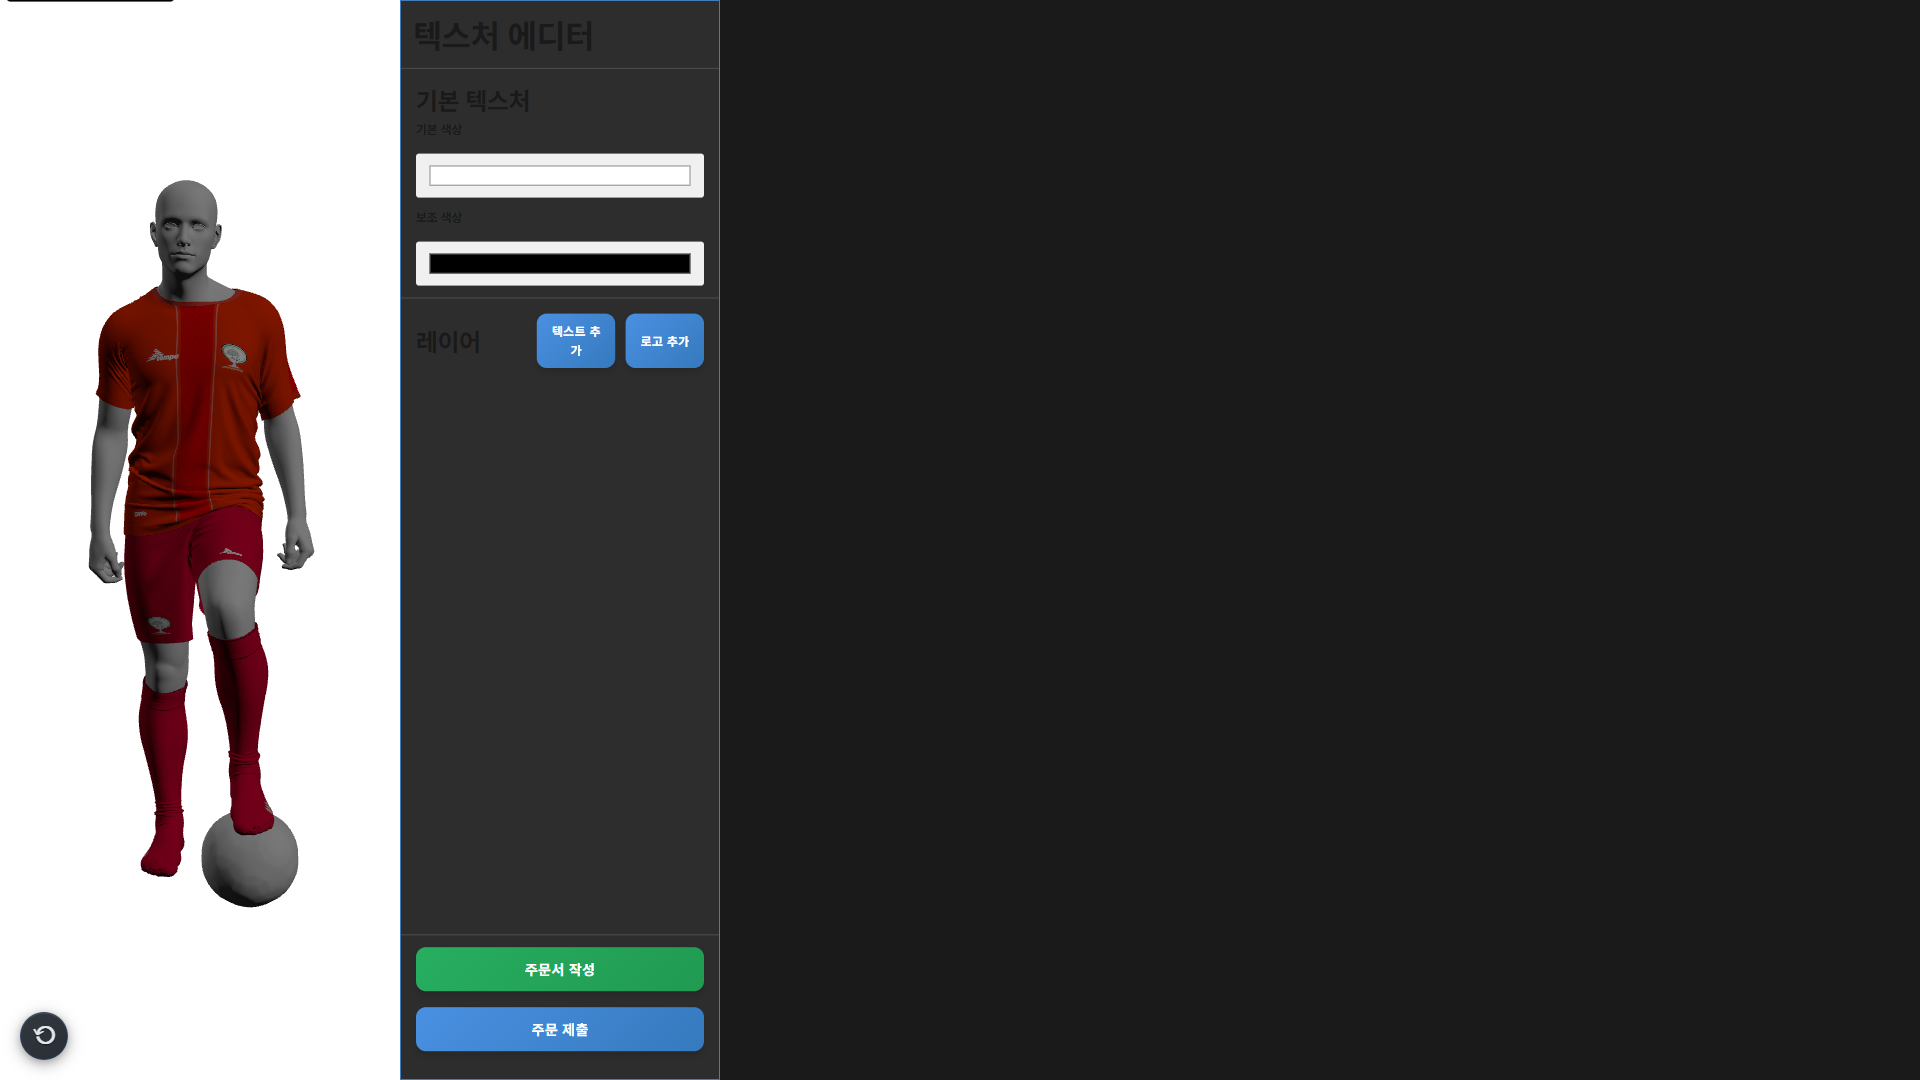 텍스처 에디터
기본 텍스처
기본 색상
보조 색상
레이어
텍스트 추
가
로고 추가
주문서 작성
주문 제출